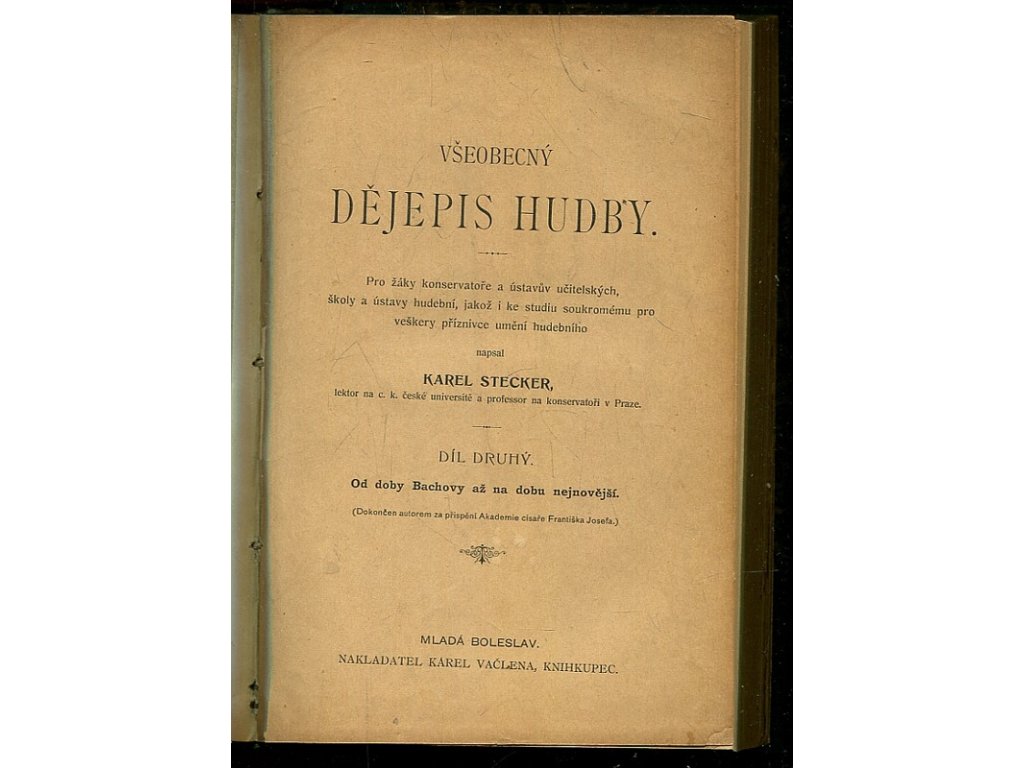 VŠEOBECNÝ
DĚJEPIS HUDBY.
Pro žáky konservatoře a ústavův učitelských,
školy a ústavy hudební, jakož i ke studiu soukromému pro
veškery příznivce umění hudebního
napsal
KAREL STECKER,
lektor na c. k. české universitě a professor na konservatoři v Praze.
DÍL DRUHÝ.
Od doby Bachovy až na dobu nejnovější.
(Dokončen autorem za přispění Akademie císaře Františka Josefa.)
MLADÁ BOLESLAV.
NAKLADATEL KAREL VAČLENA, KNIHKUPEC.